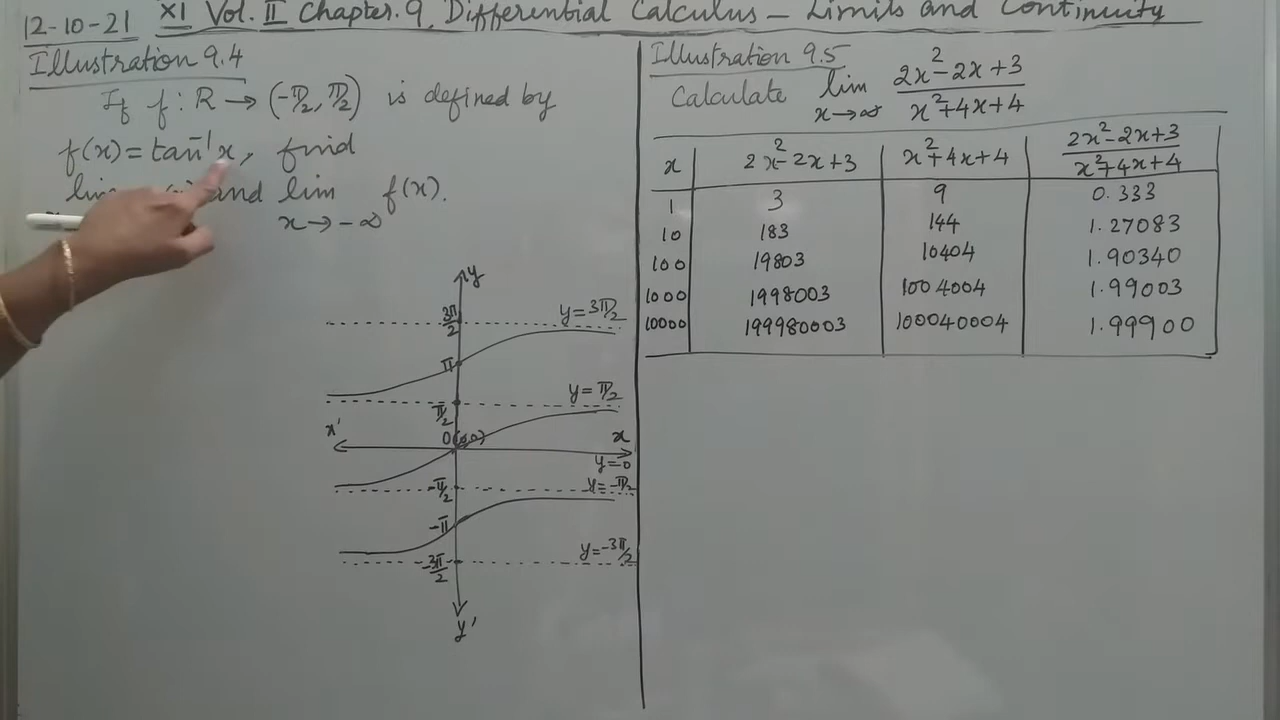 12-10-21 XI Vol. II Chapter. 9, Differential Calculus – Limits and Continuity
Illustration 9.4
If f : R → (-π/2, π/2) is defined by
f(x) = tan⁻¹x, find
and lim f(x).
x → -∞
y
3π/2
y = 3π/2
π
π/2
y = π/2
x'
0(0,0)
x
y=0
-π/2
y = -π/2
-π
-3π/2
y = -3π/2
y'
Illustration 9.5
Calculate lim x→∞ (2x²-2x+3)/(x²+4x+4)
x 2x²-2x+3 x²+4x+4 (2x²-2x+3)/(x²+4x+4)
1 3 9 0.333
10 183 144 1.27083
100 19803 10404 1.90340
1000 1998003 1004004 1.99003
10000 199980003 100040004 1.99900